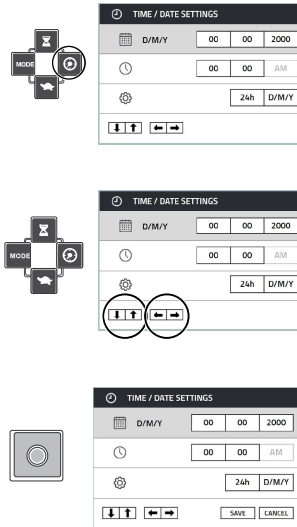 TIME / DATE SETTINGS
D/M/Y 00 00 2000
MODE
00 00 AM
24h D/M/Y
TIME / DATE SETTINGS
D/M/Y 00 00 2000
MODE
00 00 AM
24h D/M/Y
TIME / DATE SETTINGS
D/M/Y 00 00 2000
00 00 AM
24h D/M/Y
SAVE CANCEL